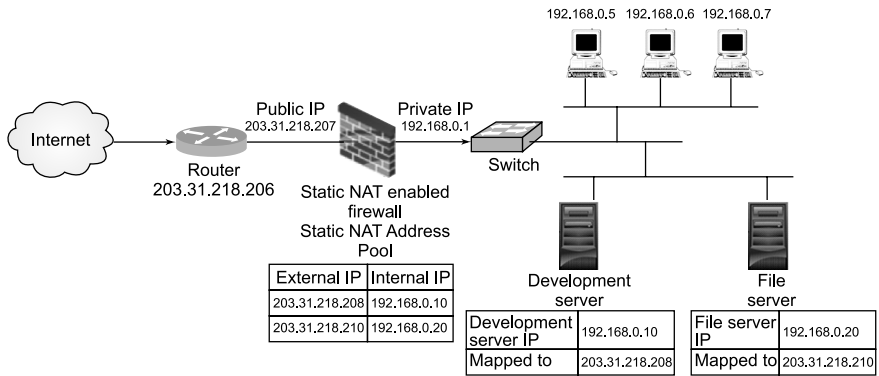 192.168.0.5 192.168.0.6 192.168.0.7
Internet
Public IP
203.31.218.207
Private IP
192.168.0.1
Router
203.31.218.206
Switch
Static NAT enabled
firewall
Static NAT Address
Pool
External IP Internal IP
203.31.218.208 192.168.0.10
203.31.218.210 192.168.0.20
Development
server
Development
server IP
192.168.0.10
Mapped to 203.31.218.208
File
server
File server
IP
192.168.0.20
Mapped to 203.31.218.210